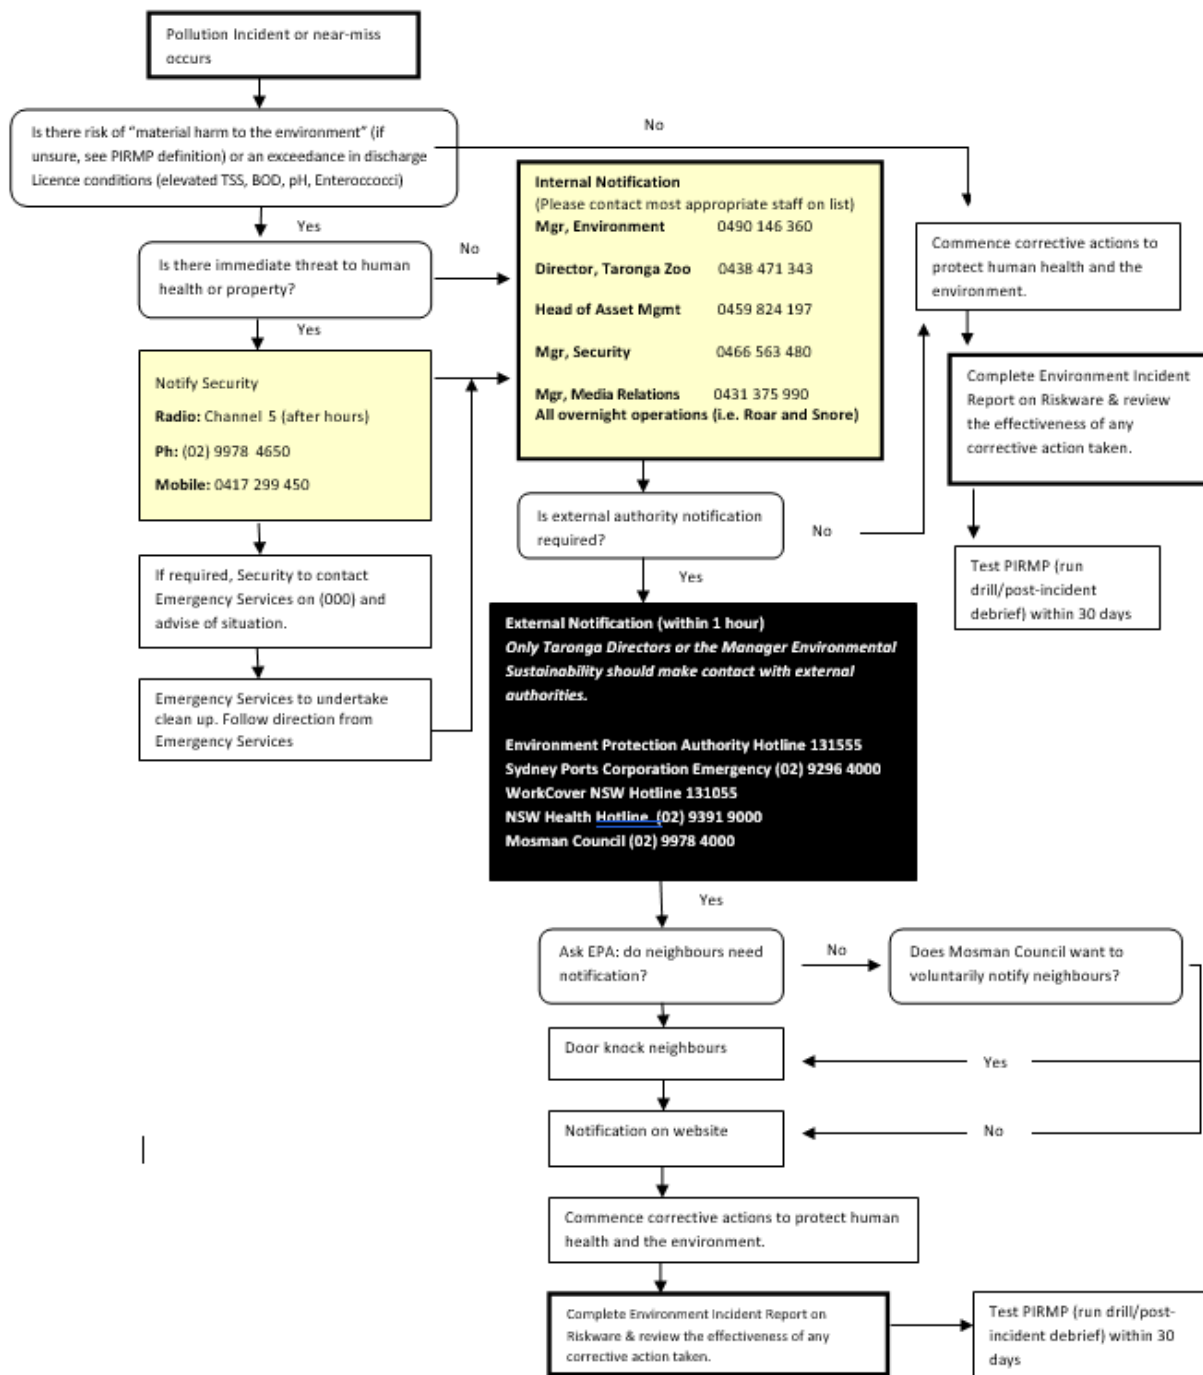 Pollution Incident or near-miss
occurs
Is there risk of "material harm to the environment" (if
unsure, see PIRMP definition) or an exceedance in discharge
Licence conditions (elevated TSS, BOD, pH, Enteroccocci)
No
Yes
Is there immediate threat to human
health or property?
No
Yes
Notify Security
Radio: Channel 5 (after hours)
Ph: (02) 9978 4650
Mobile: 0417 299 450
If required, Security to contact
Emergency Services on (000) and
advise of situation.
Emergency Services to undertake
clean up. Follow direction from
Emergency Services
Internal Notification
(Please contact most appropriate staff on list)
Mgr, Environment 0490 146 360
Director, Taronga Zoo 0438 471 343
Head of Asset Mgmt 0459 824 197
Mgr, Security 0466 563 480
Mgr, Media Relations 0431 375 990
All overnight operations (i.e. Roar and Snore)
Is external authority notification
required?
No
Yes
Commence corrective actions to
protect human health and the
environment.
Complete Environment Incident
Report on Riskware & review
the effectiveness of any
corrective action taken.
Test PIRMP (run
drill/post-incident
debrief) within 30 days
External Notification (within 1 hour)
Only Taronga Directors or the Manager Environmental
Sustainability should make contact with external
authorities.
Environment Protection Authority Hotline 131555
Sydney Ports Corporation Emergency (02) 9296 4000
WorkCover NSW Hotline 131055
NSW Health Hotline (02) 9391 9000
Mosman Council (02) 9978 4000
Yes
Ask EPA: do neighbours need
notification?
No
Does Mosman Council want to
voluntarily notify neighbours?
Door knock neighbours
Yes
Notification on website
No
Commence corrective actions to protect human
health and the environment.
Complete Environment Incident Report on
Riskware & review the effectiveness of any
corrective action taken.
Test PIRMP (run drill/post-
incident debrief) within 30
days